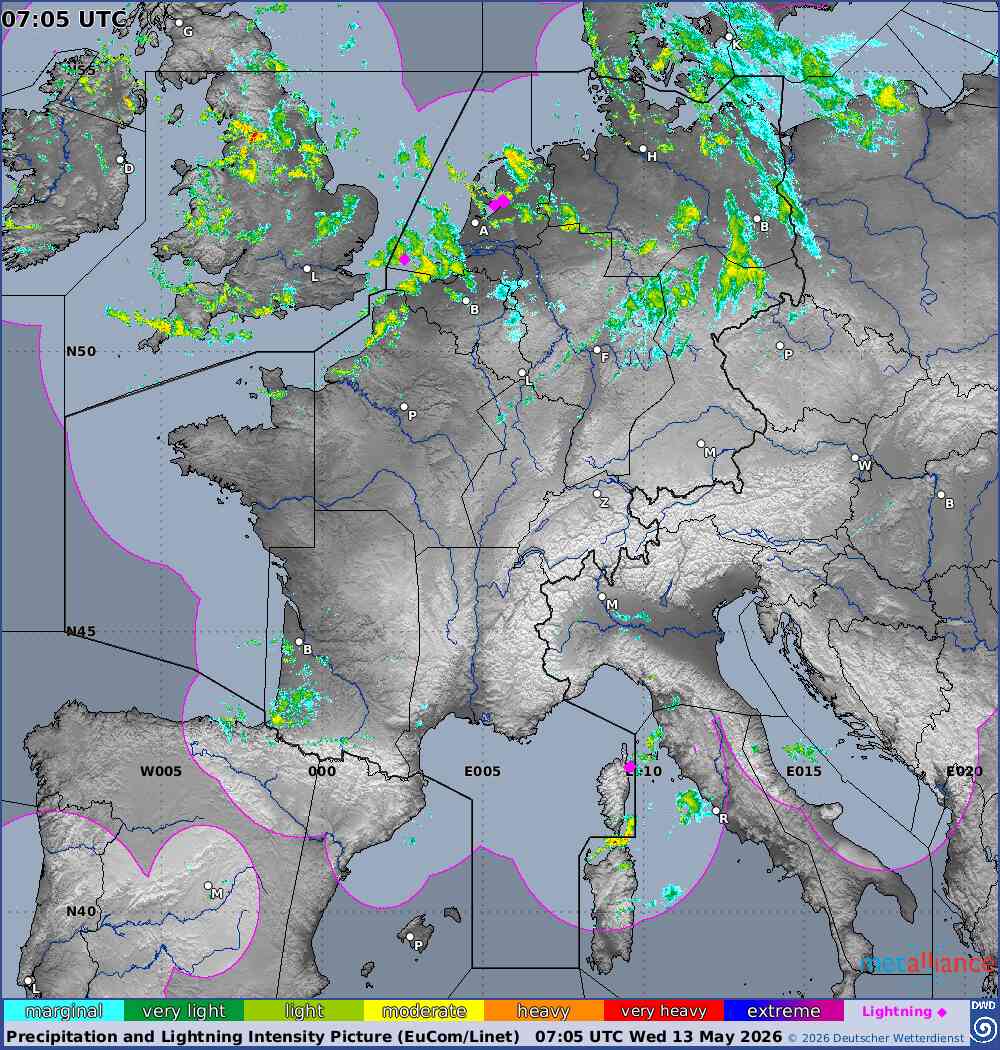 07:05 UTC
G
K
N55
H
D
A
B
L
B
N50
F
P
L
P
M
W
Z
B
M
N45
B
W005
000
E005
E010
E015
E020
R
M
N40
P
L
metalliance
marginal
very light
light
moderate
heavy
very heavy
extreme
Lightning ◆
DWD
Precipitation and Lightning Intensity Picture (EuCom/Linet) 07:05 UTC Wed 13 May 2026 © 2026 Deutscher Wetterdienst